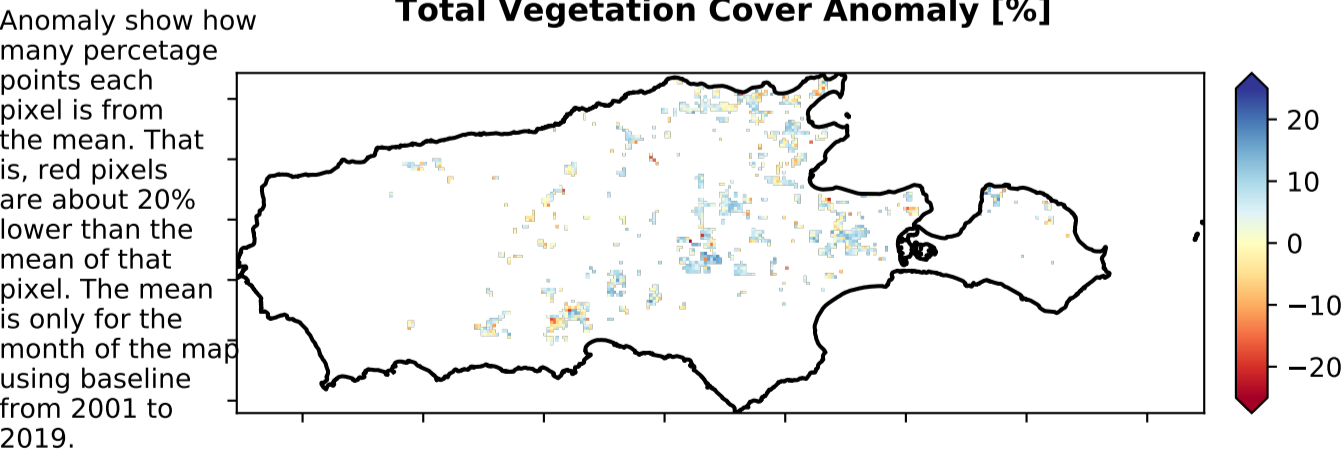 Total Vegetation Cover Anomaly [%]
Anomaly show how
many percetage
points each
pixel is from
the mean. That
is, red pixels
are about 20%
lower than the
mean of that
pixel. The mean
is only for the
month of the map
using baseline
from 2001 to
2019.
20
10
0
−10
−20